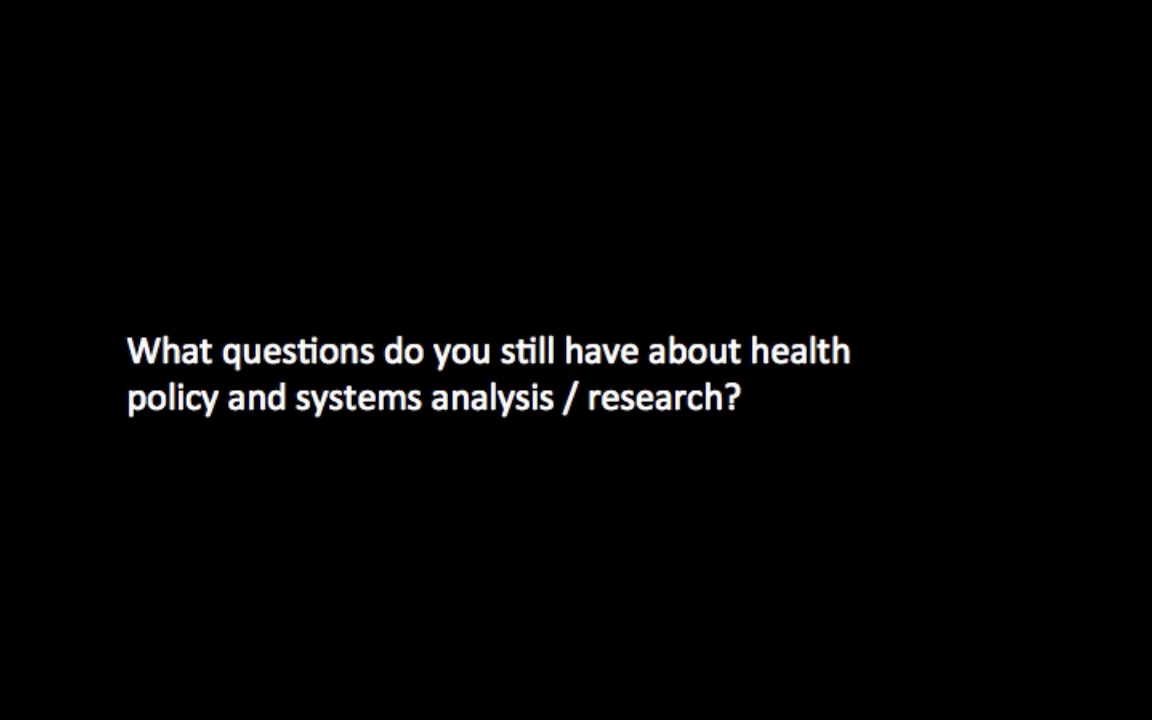 What questions do you still have about health
policy and systems analysis / research?